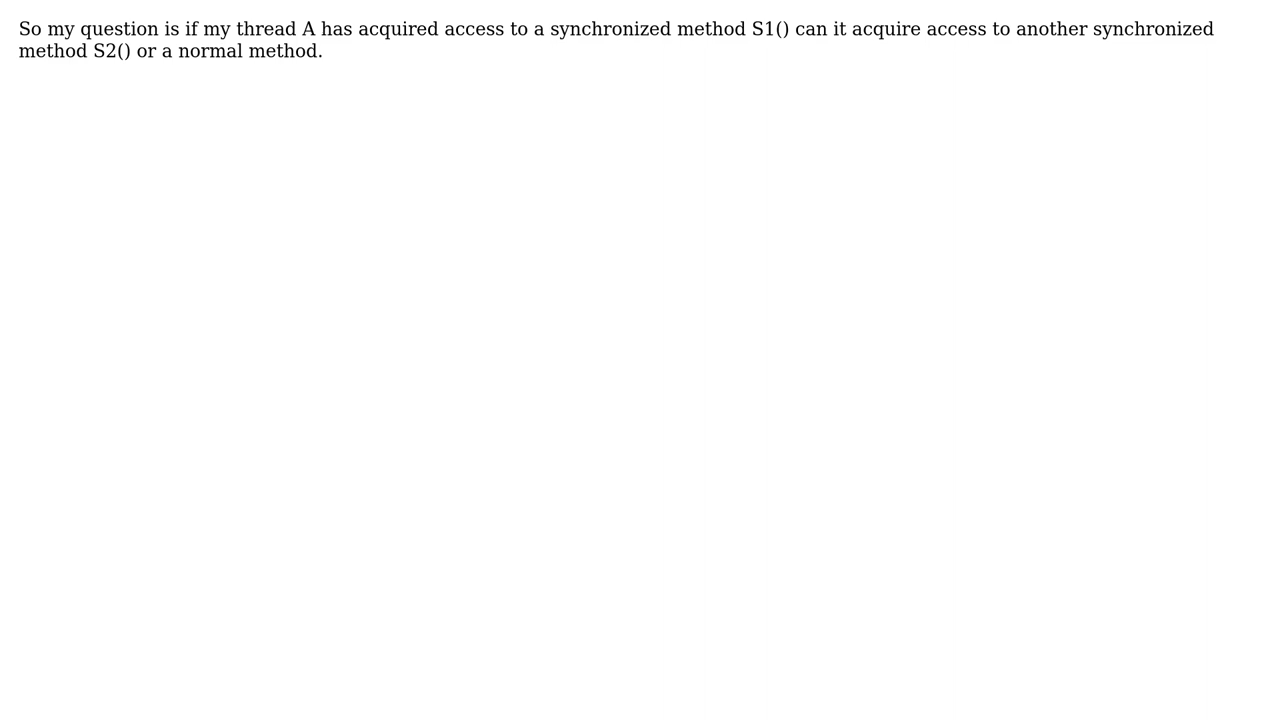 So my question is if my thread A has acquired access to a synchronized method S1() can it acquire access to another synchronized
method S2() or a normal method.